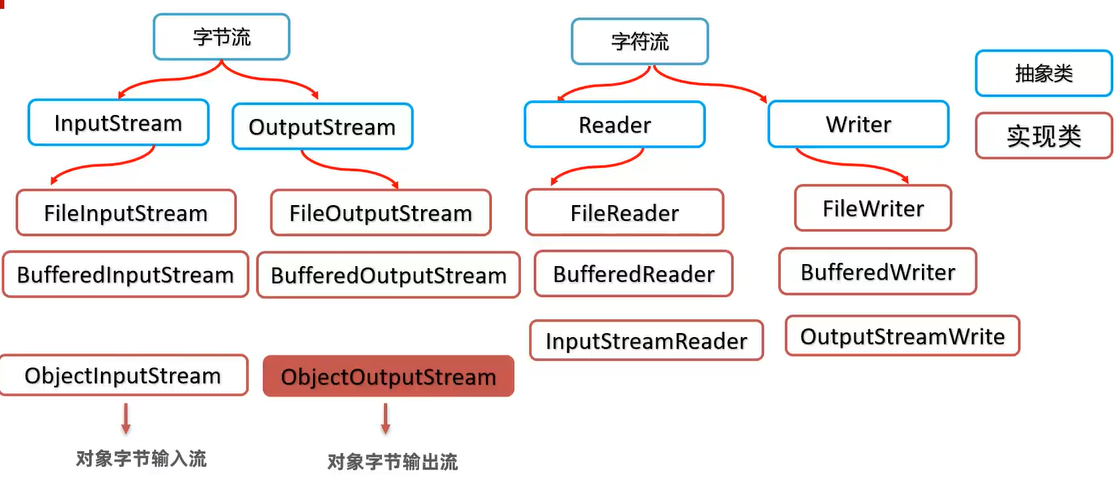 字节流
字符流
抽象类
InputStream
OutputStream
Reader
Writer
实现类
FileInputStream
FileOutputStream
FileReader
FileWriter
BufferedInputStream
BufferedOutputStream
BufferedReader
BufferedWriter
InputStreamReader
OutputStreamWrite
ObjectInputStream
ObjectOutputStream
对象字节输入流
对象字节输出流